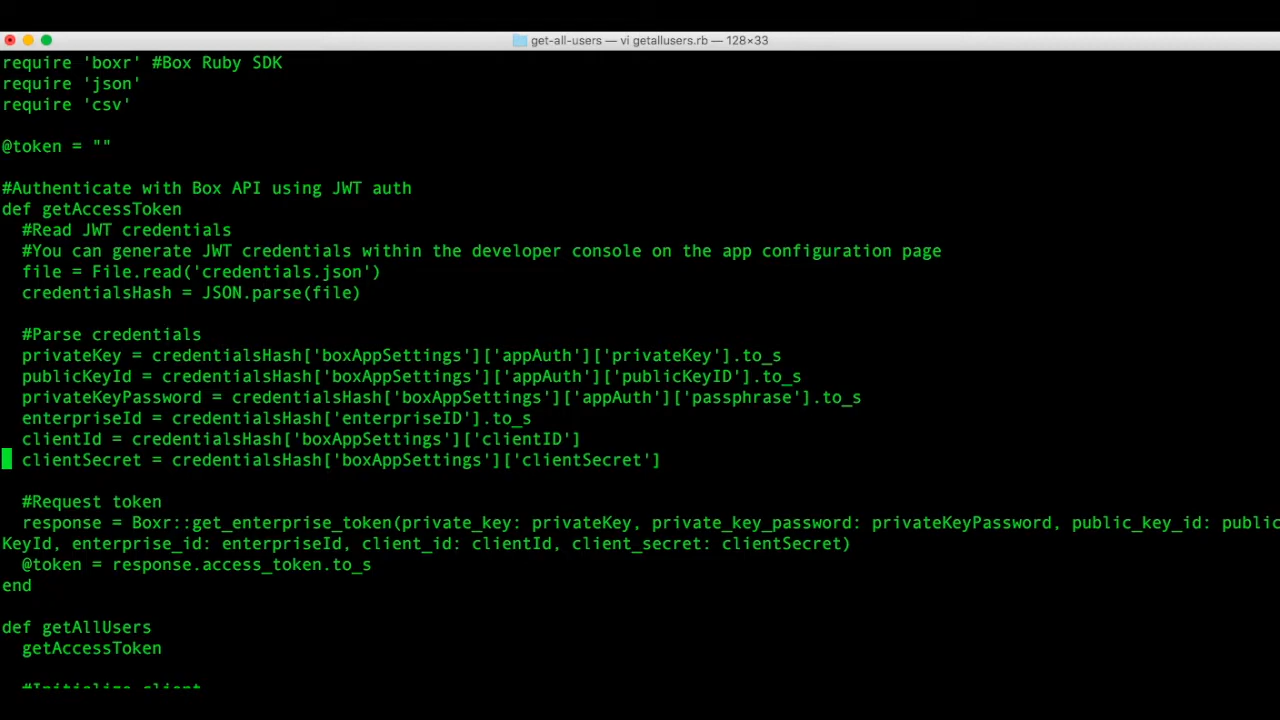 get-all-users — vi getallusers.rb — 128×33
require 'boxr' #Box Ruby SDK
require 'json'
require 'csv'
@token = ""
#Authenticate with Box API using JWT auth
def getAccessToken
  #Read JWT credentials
  #You can generate JWT credentials within the developer console on the app configuration page
  file = File.read('credentials.json')
  credentialsHash = JSON.parse(file)
  #Parse credentials
  privateKey = credentialsHash['boxAppSettings']['appAuth']['privateKey'].to_s
  publicKeyId = credentialsHash['boxAppSettings']['appAuth']['publicKeyID'].to_s
  privateKeyPassword = credentialsHash['boxAppSettings']['appAuth']['passphrase'].to_s
  enterpriseId = credentialsHash['enterpriseID'].to_s
  clientId = credentialsHash['boxAppSettings']['clientID']
  clientSecret = credentialsHash['boxAppSettings']['clientSecret']
  #Request token
  response = Boxr::get_enterprise_token(private_key: privateKey, private_key_password: privateKeyPassword, public_key_id: public
KeyId, enterprise_id: enterpriseId, client_id: clientId, client_secret: clientSecret)
  @token = response.access_token.to_s
end
def getAllUsers
  getAccessToken
  #Initialize client